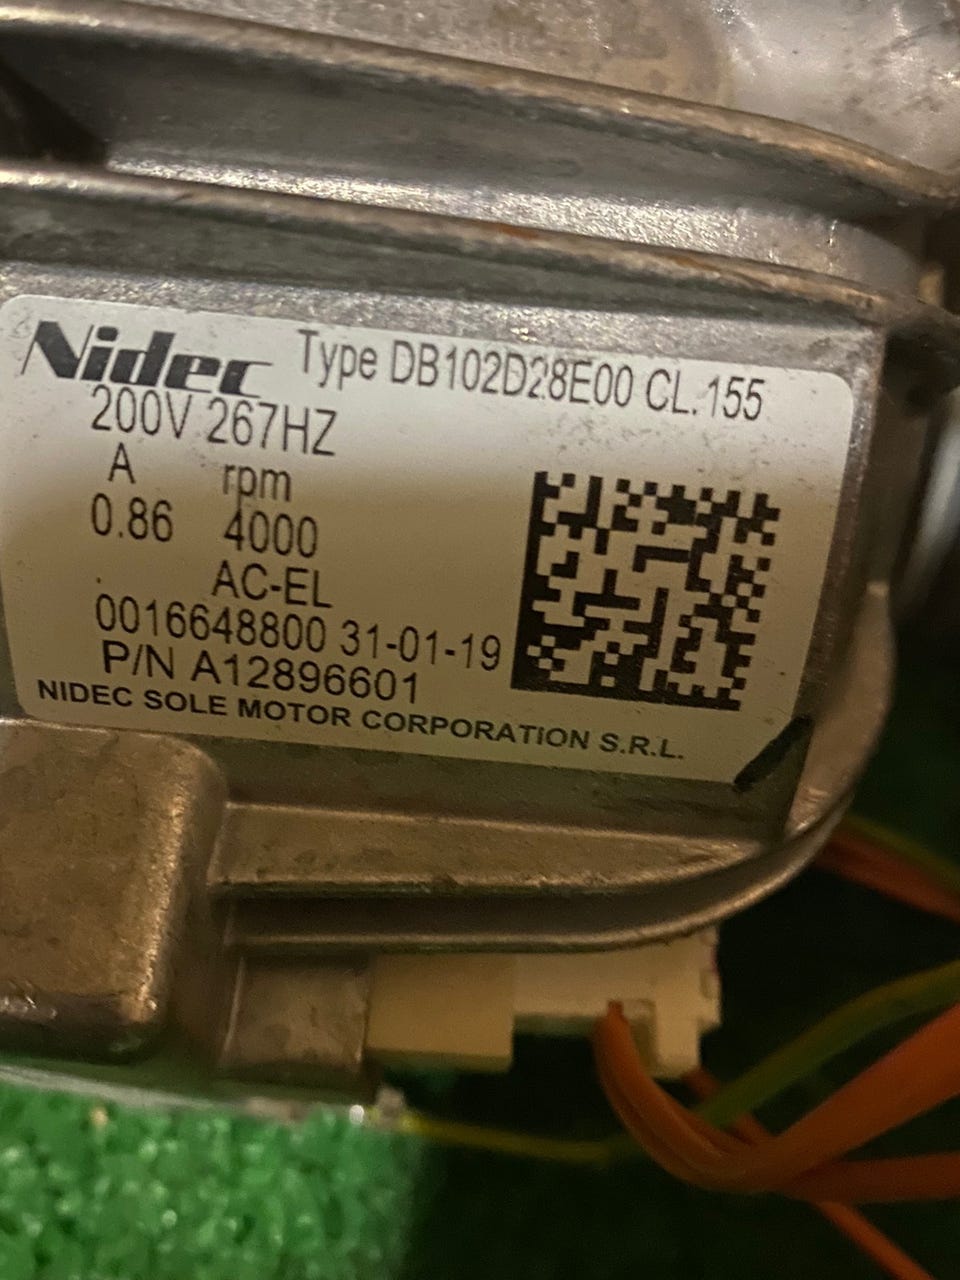 Nidec Type DB102D28E00 CL.155
200V 267HZ
A rpm
0.86 4000
AC-EL
0016648800 31-01-19
P/N A12896601
NIDEC SOLE MOTOR CORPORATION S.R.L.